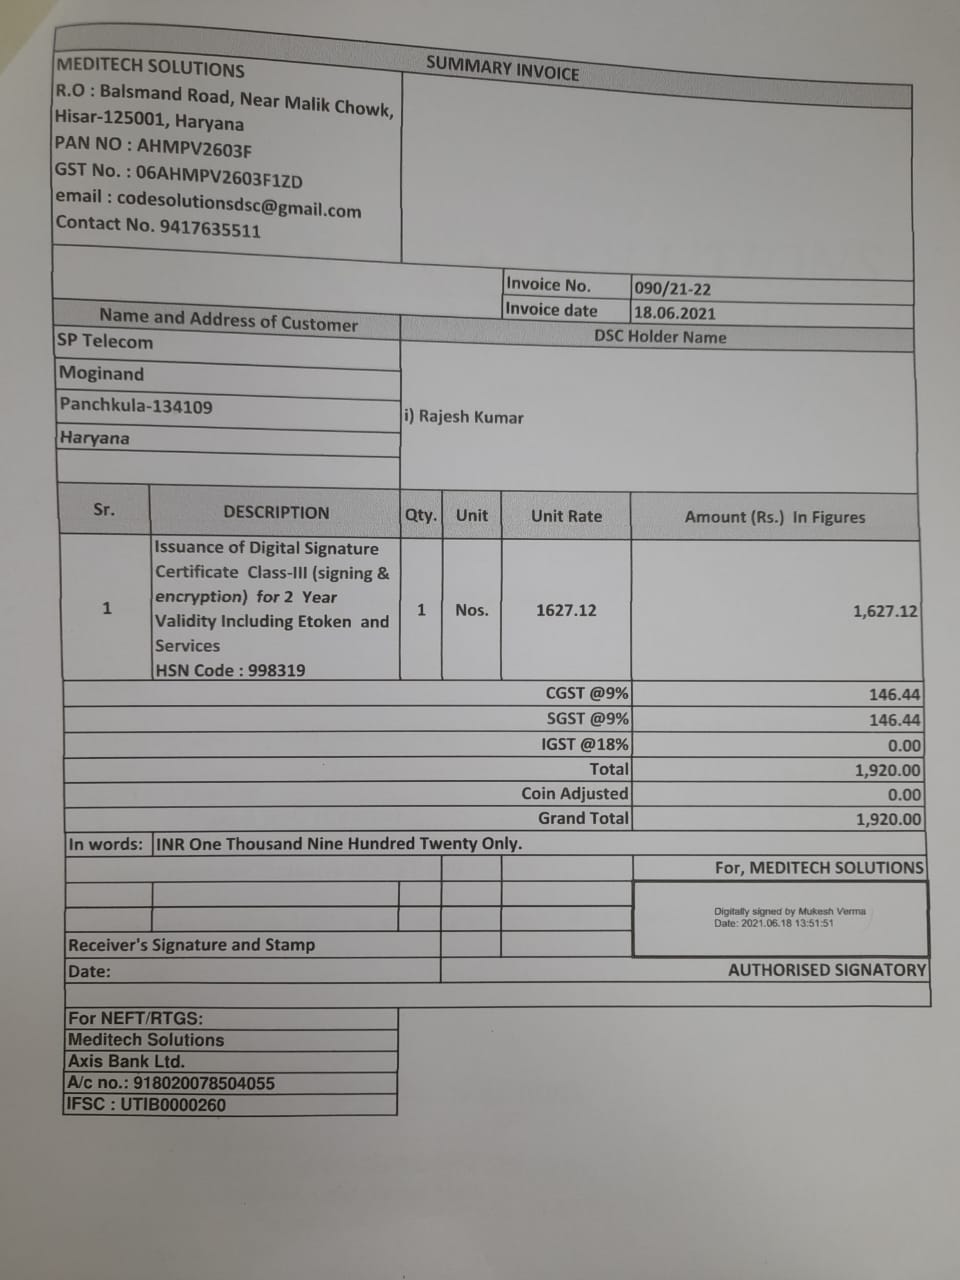 SUMMARY INVOICE
MEDITECH SOLUTIONS
R.O : Balsmand Road, Near Malik Chowk,
Hisar-125001, Haryana
PAN NO : AHMPV2603F
GST No. : 06AHMPV2603F1ZD
email : codesolutionsdsc@gmail.com
Contact No. 9417635511
Invoice No. 090/21-22
Invoice date 18.06.2021
Name and Address of Customer
DSC Holder Name
SP Telecom
Moginand
Panchkula-134109
Haryana
i) Rajesh Kumar
Sr. DESCRIPTION Qty. Unit Unit Rate Amount (Rs.) In Figures
1
Issuance of Digital Signature
Certificate Class-III (signing &
encryption) for 2 Year
Validity Including Etoken and
Services
HSN Code : 998319
1 Nos. 1627.12 1,627.12
CGST @9% 146.44
SGST @9% 146.44
IGST @18% 0.00
Total 1,920.00
Coin Adjusted 0.00
Grand Total 1,920.00
In words: INR One Thousand Nine Hundred Twenty Only.
For, MEDITECH SOLUTIONS
Digitally signed by Mukesh Verma
Date: 2021.06.18 13:51:51
Receiver's Signature and Stamp
Date:
AUTHORISED SIGNATORY
For NEFT/RTGS:
Meditech Solutions
Axis Bank Ltd.
A/c no.: 918020078504055
IFSC : UTIB0000260